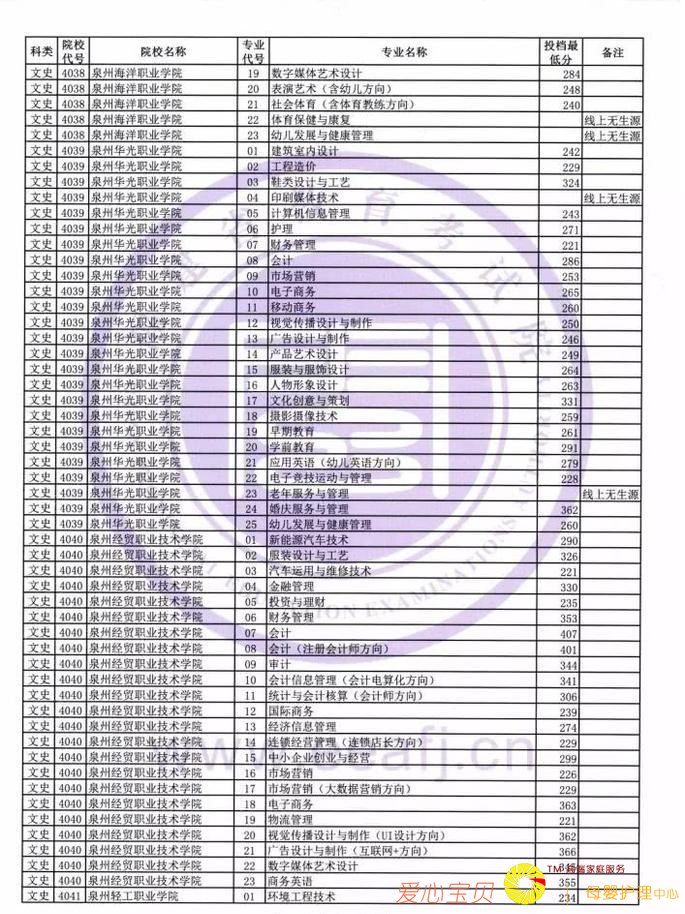 科类 院校代号 院校名称 专业代号 专业名称 投档最低分 备注
文史 4038 泉州海洋职业学院 19 数字媒体艺术设计 284
文史 4038 泉州海洋职业学院 20 表演艺术（含幼儿方向） 248
文史 4038 泉州海洋职业学院 21 社会体育（含体育教练方向） 240
文史 4038 泉州海洋职业学院 22 体育保健与康复 线上无生源
文史 4038 泉州海洋职业学院 23 幼儿发展与健康管理 线上无生源
文史 4039 泉州华光职业学院 01 建筑室内设计 242
文史 4039 泉州华光职业学院 02 工程造价 229
文史 4039 泉州华光职业学院 03 鞋类设计与工艺 324
文史 4039 泉州华光职业学院 04 印刷媒体技术 线上无生源
文史 4039 泉州华光职业学院 05 计算机信息管理 243
文史 4039 泉州华光职业学院 06 护理 271
文史 4039 泉州华光职业学院 07 财务管理 221
文史 4039 泉州华光职业学院 08 会计 286
文史 4039 泉州华光职业学院 09 市场营销 253
文史 4039 泉州华光职业学院 10 电子商务 265
文史 4039 泉州华光职业学院 11 移动商务 260
文史 4039 泉州华光职业学院 12 视觉传播设计与制作 250
文史 4039 泉州华光职业学院 13 广告设计与制作 246
文史 4039 泉州华光职业学院 14 产品艺术设计 249
文史 4039 泉州华光职业学院 15 服装与服饰设计 264
文史 4039 泉州华光职业学院 16 人物形象设计 263
文史 4039 泉州华光职业学院 17 文化创意与策划 331
文史 4039 泉州华光职业学院 18 摄影摄像技术 259
文史 4039 泉州华光职业学院 19 早期教育 261
文史 4039 泉州华光职业学院 20 学前教育 291
文史 4039 泉州华光职业学院 21 应用英语（幼儿英语方向） 279
文史 4039 泉州华光职业学院 22 电子竞技运动与管理 228
文史 4039 泉州华光职业学院 23 老年服务与管理 线上无生源
文史 4039 泉州华光职业学院 24 婚庆服务与管理 362
文史 4039 泉州华光职业学院 25 幼儿发展与健康管理 260
文史 4040 泉州经贸职业技术学院 01 新能源汽车技术 290
文史 4040 泉州经贸职业技术学院 02 服装设计与工艺 326
文史 4040 泉州经贸职业技术学院 03 汽车运用与维修技术 221
文史 4040 泉州经贸职业技术学院 04 金融管理 330
文史 4040 泉州经贸职业技术学院 05 投资与理财 235
文史 4040 泉州经贸职业技术学院 06 财务管理 353
文史 4040 泉州经贸职业技术学院 07 会计 407
文史 4040 泉州经贸职业技术学院 08 会计（注册会计师方向） 401
文史 4040 泉州经贸职业技术学院 09 审计 344
文史 4040 泉州经贸职业技术学院 10 会计信息管理（会计电算化方向） 341
文史 4040 泉州经贸职业技术学院 11 统计与会计核算（会计师方向） 306
文史 4040 泉州经贸职业技术学院 12 国际商务 239
文史 4040 泉州经贸职业技术学院 13 经济信息管理 274
文史 4040 泉州经贸职业技术学院 14 连锁经营管理（连锁店长方向） 229
文史 4040 泉州经贸职业技术学院 15 中小企业创业与经营 299
文史 4040 泉州经贸职业技术学院 16 市场营销 226
文史 4040 泉州经贸职业技术学院 17 市场营销（大数据营销方向） 229
文史 4040 泉州经贸职业技术学院 18 电子商务 363
文史 4040 泉州经贸职业技术学院 19 物流管理 221
文史 4040 泉州经贸职业技术学院 20 视觉传播设计与制作（UI设计方向） 362
文史 4040 泉州经贸职业技术学院 21 广告设计与制作（互联网+方向） 366
文史 4040 泉州经贸职业技术学院 22 数字媒体艺术设计
文史 4040 泉州经贸职业技术学院 23 商务英语 355
文史 4041 泉州轻工职业学院 01 环境工程技术 234
爱心宝贝
TM 家庭服务
母婴护理中心